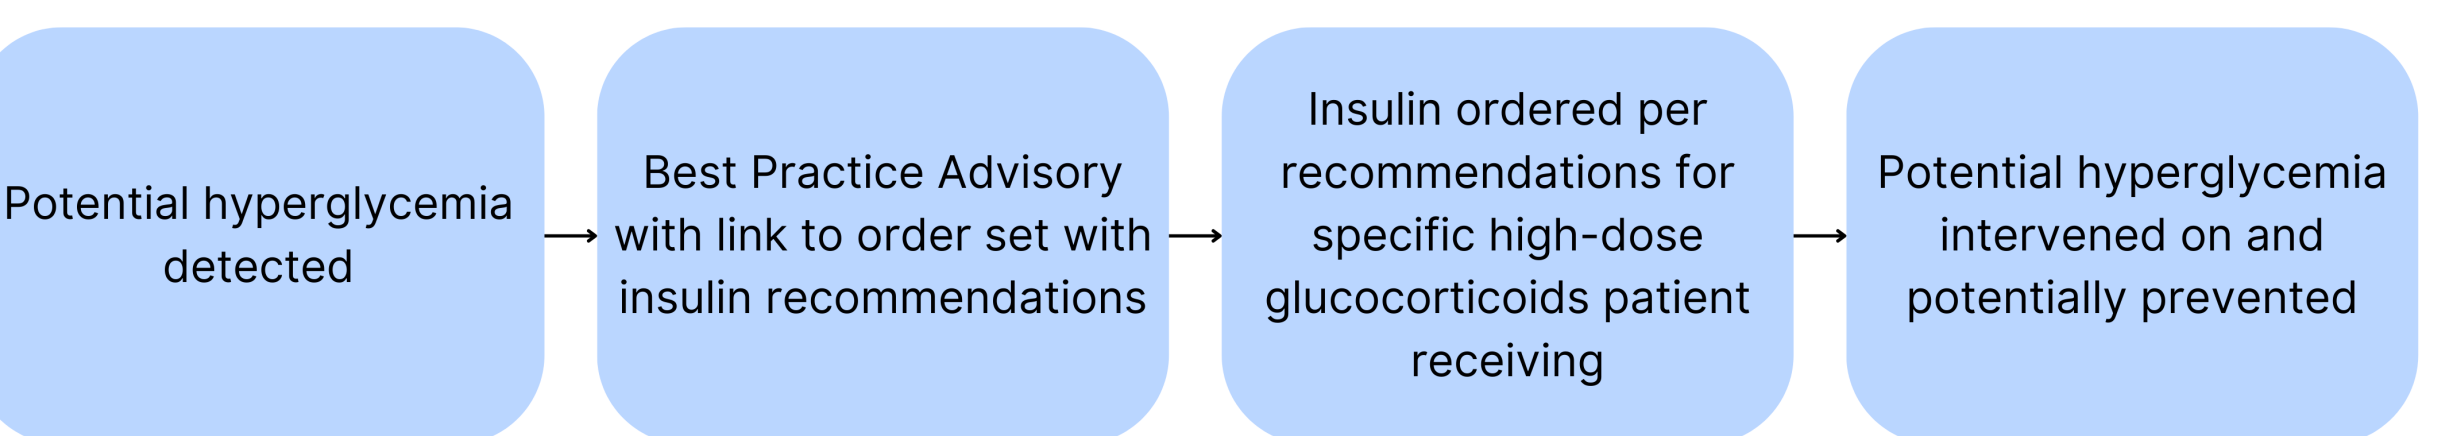 Potential hyperglycemia
detected
Best Practice Advisory
with link to order set with
insulin recommendations
Insulin ordered per
recommendations for
specific high-dose
glucocorticoids patient
receiving
Potential hyperglycemia
intervened on and
potentially prevented